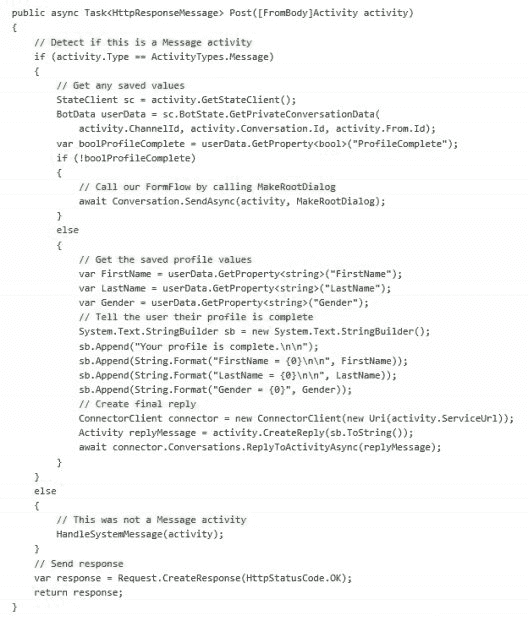 public async Task<HttpResponseMessage> Post([FromBody]Activity activity)
{
    // Detect if this is a Message activity
    if (activity.Type == ActivityTypes.Message)
    {
        // Get any saved values
        StateClient sc = activity.GetStateClient();
        BotData userData = sc.BotState.GetPrivateConversationData(
            activity.ChannelId, activity.Conversation.Id, activity.From.Id);
        var boolProfileComplete = userData.GetProperty<bool>("ProfileComplete");
        if (!boolProfileComplete)
        {
            // Call our FormFlow by calling MakeRootDialog
            await Conversation.SendAsync(activity, MakeRootDialog);
        }
        else
        {
            // Get the saved profile values
            var FirstName = userData.GetProperty<string>("FirstName");
            var LastName = userData.GetProperty<string>("LastName");
            var Gender = userData.GetProperty<string>("Gender");
            // Tell the user their profile is complete
            System.Text.StringBuilder sb = new System.Text.StringBuilder();
            sb.Append("Your profile is complete.\n\n");
            sb.Append(String.Format("FirstName = {0}\n\n", FirstName));
            sb.Append(String.Format("LastName = {0}\n\n", LastName));
            sb.Append(String.Format("Gender = {0}", Gender));
            // Create final reply
            ConnectorClient connector = new ConnectorClient(new Uri(activity.ServiceUrl));
            Activity replyMessage = activity.CreateReply(sb.ToString());
            await connector.Conversations.ReplyToActivityAsync(replyMessage);
        }
    }
    else
    {
        // This was not a Message activity
        HandleSystemMessage(activity);
    }
    // Send response
    var response = Request.CreateResponse(HttpStatusCode.OK);
    return response;
}